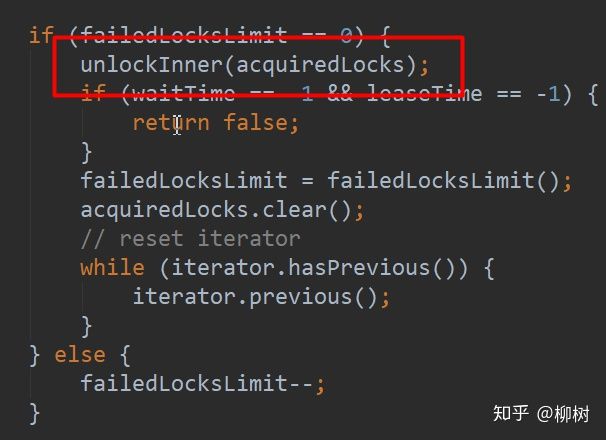 if (failedLocksLimit == 0) {
unlockInner(acquiredLocks);
if (waitTime == -1 && leaseTime == -1) {
return false;
}
failedLocksLimit = failedLocksLimit();
acquiredLocks.clear();
// reset iterator
while (iterator.hasPrevious()) {
iterator.previous();
}
} else {
failedLocksLimit--;
}
知乎 @柳树